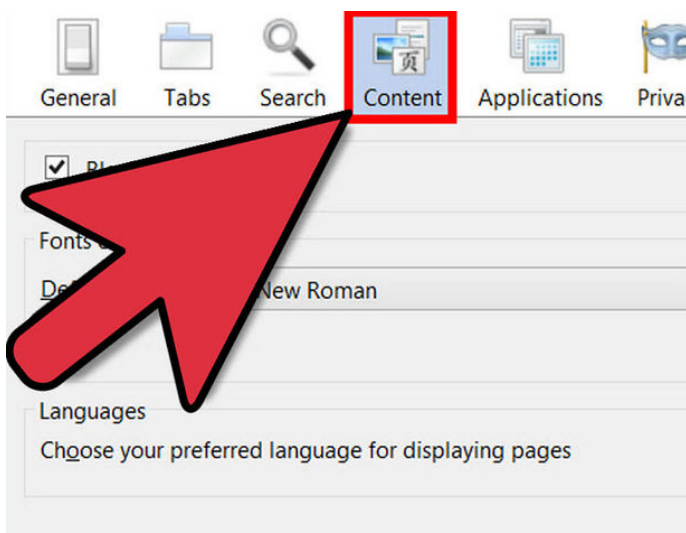 General Tabs Search Content Applications
页
Fonts
New Roman
Languages
Choose your preferred language for displaying pages